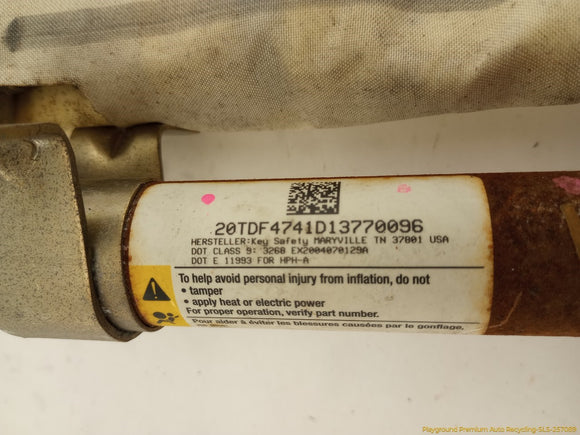 20TDF4741D13770096
HERSTELLER:Key Safety MARYVILLE TN 37801 USA
DOT CLASS 9: 3268 EX2004070129A
DOT E 11993 FOR HPH-A
To help avoid personal injury from inflation, do not
• tamper
• apply heat or electric power
For proper operation, verify part number.
Pour aider à éviter les blessures causées par le gonflage,
Playground Premium Auto Recycling-SLS-257069